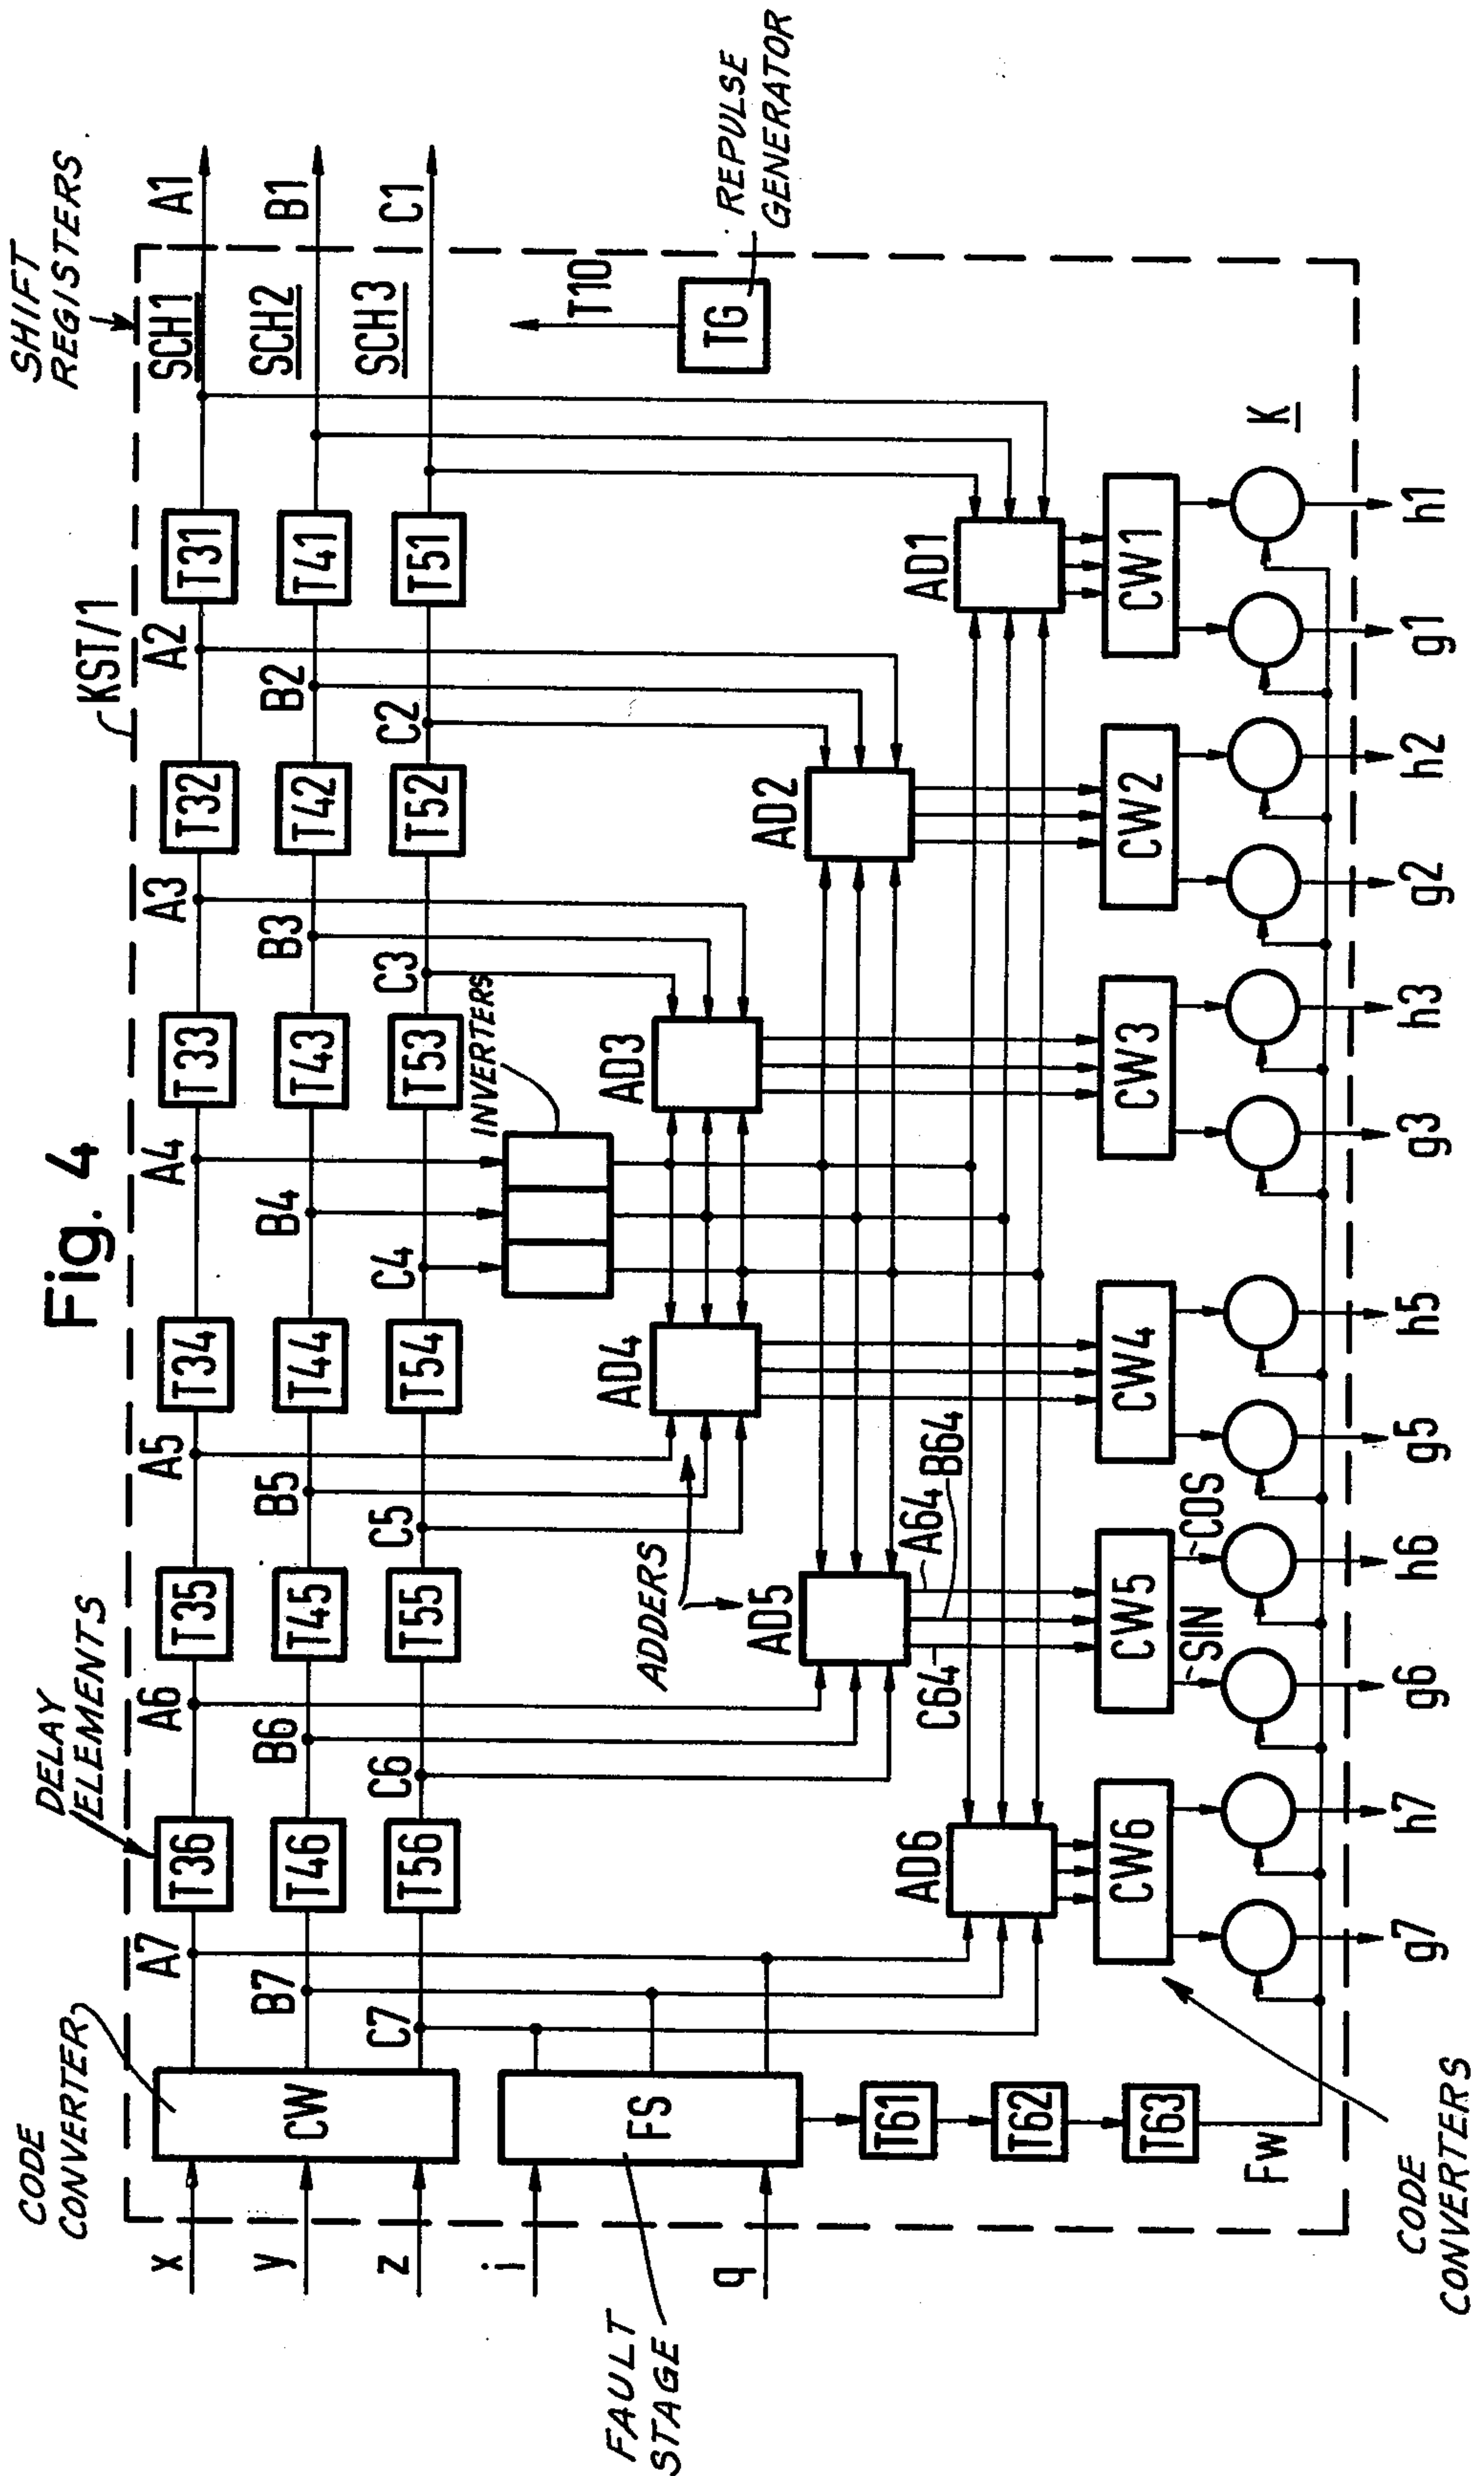 Fig. 4
SHIFT
REGISTERS
KST/1
CODE
CONVERTER
DELAY
ELEMENTS
x
CW
A7
T36
A6
T35
A5
T34
A4
T33
A3
T32
A2
T31
SCH1
A1
y
B7
T46
B6
T45
B5
T44
B4
T43
B3
T42
B2
T41
SCH2
B1
z
C7
T56
C6
T55
C5
T54
C4
T53
C3
T52
C2
T51
SCH3
C1
INVERTERS
T10
TG
REPULSE
GENERATOR
i
q
FS
FAULT
STAGE
ADDERS
AD4
AD3
AD5
AD2
AD6
AD1
A64
B64
C64
T61
T62
T63
Fw
CW6
CW5
CW4
CW3
CW2
CW1
~SIN
~COS
K
CODE
CONVERTERS
g7
h7
g6
h6
g5
h5
g3
h3
g2
h2
g1
h1